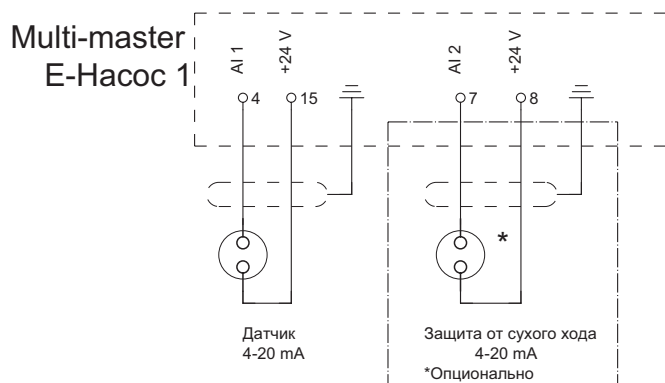 Multi-master
E-Насос 1
AI 1
+24 V
AI 2
+24 V
4
15
7
8
*
Датчик
4-20 mA
Защита от сухого хода
4-20 mA
*Опционально